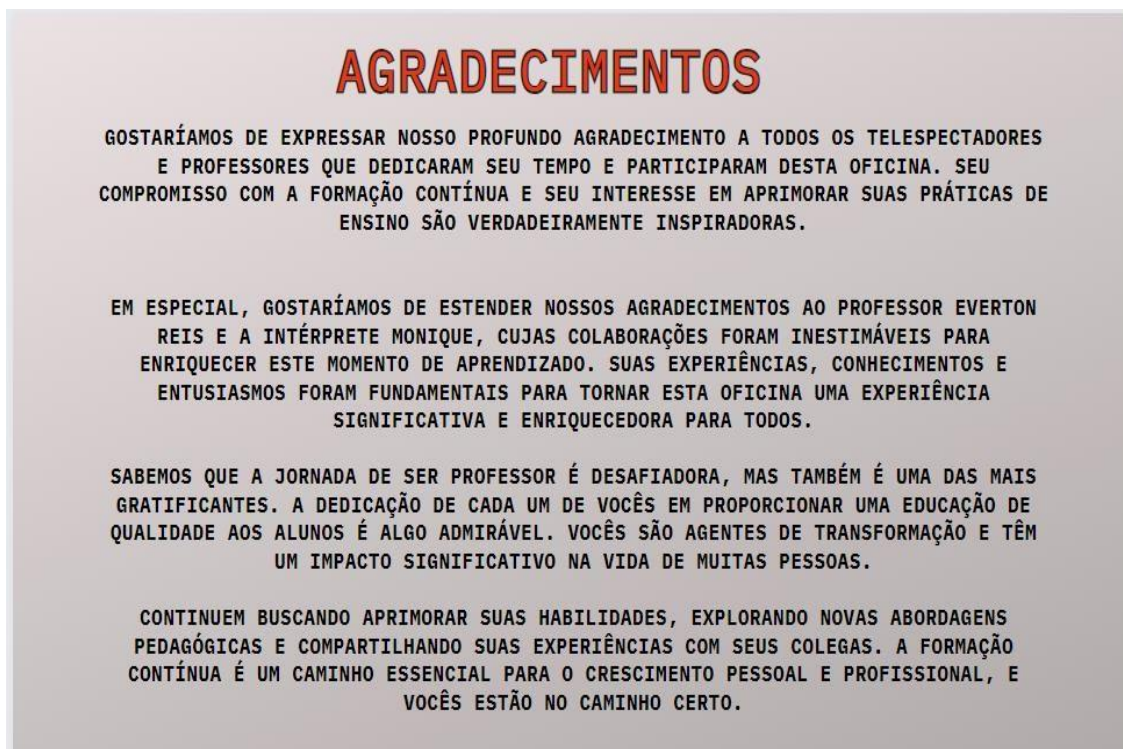 AGRADECIMENTOS
GOSTARÍAMOS DE EXPRESSAR NOSSO PROFUNDO AGRADECIMENTO A TODOS OS TELESPECTADORES
E PROFESSORES QUE DEDICARAM SEU TEMPO E PARTICIPARAM DESTA OFICINA. SEU
COMPROMISSO COM A FORMAÇÃO CONTÍNUA E SEU INTERESSE EM APRIMORAR SUAS PRÁTICAS DE
ENSINO SÃO VERDADEIRAMENTE INSPIRADORAS.
EM ESPECIAL, GOSTARÍAMOS DE ESTENDER NOSSOS AGRADECIMENTOS AO PROFESSOR EVERTON
REIS E A INTÉRPRETE MONIQUE, CUJAS COLABORAÇÕES FORAM INESTIMÁVEIS PARA
ENRIQUECER ESTE MOMENTO DE APRENDIZADO. SUAS EXPERIÊNCIAS, CONHECIMENTOS E
ENTUSIASMOS FORAM FUNDAMENTAIS PARA TORNAR ESTA OFICINA UMA EXPERIÊNCIA
SIGNIFICATIVA E ENRIQUECEDORA PARA TODOS.
SABEMOS QUE A JORNADA DE SER PROFESSOR É DESAFIADORA, MAS TAMBÉM É UMA DAS MAIS
GRATIFICANTES. A DEDICAÇÃO DE CADA UM DE VOCÊS EM PROPORCIONAR UMA EDUCAÇÃO DE
QUALIDADE AOS ALUNOS É ALGO ADMIRÁVEL. VOCÊS SÃO AGENTES DE TRANSFORMAÇÃO E TÊM
UM IMPACTO SIGNIFICATIVO NA VIDA DE MUITAS PESSOAS.
CONTINUEM BUSCANDO APRIMORAR SUAS HABILIDADES, EXPLORANDO NOVAS ABORDAGENS
PEDAGÓGICAS E COMPARTILHANDO SUAS EXPERIÊNCIAS COM SEUS COLEGAS. A FORMAÇÃO
CONTÍNUA É UM CAMINHO ESSENCIAL PARA O CRESCIMENTO PESSOAL E PROFISSIONAL, E
VOCÊS ESTÃO NO CAMINHO CERTO.